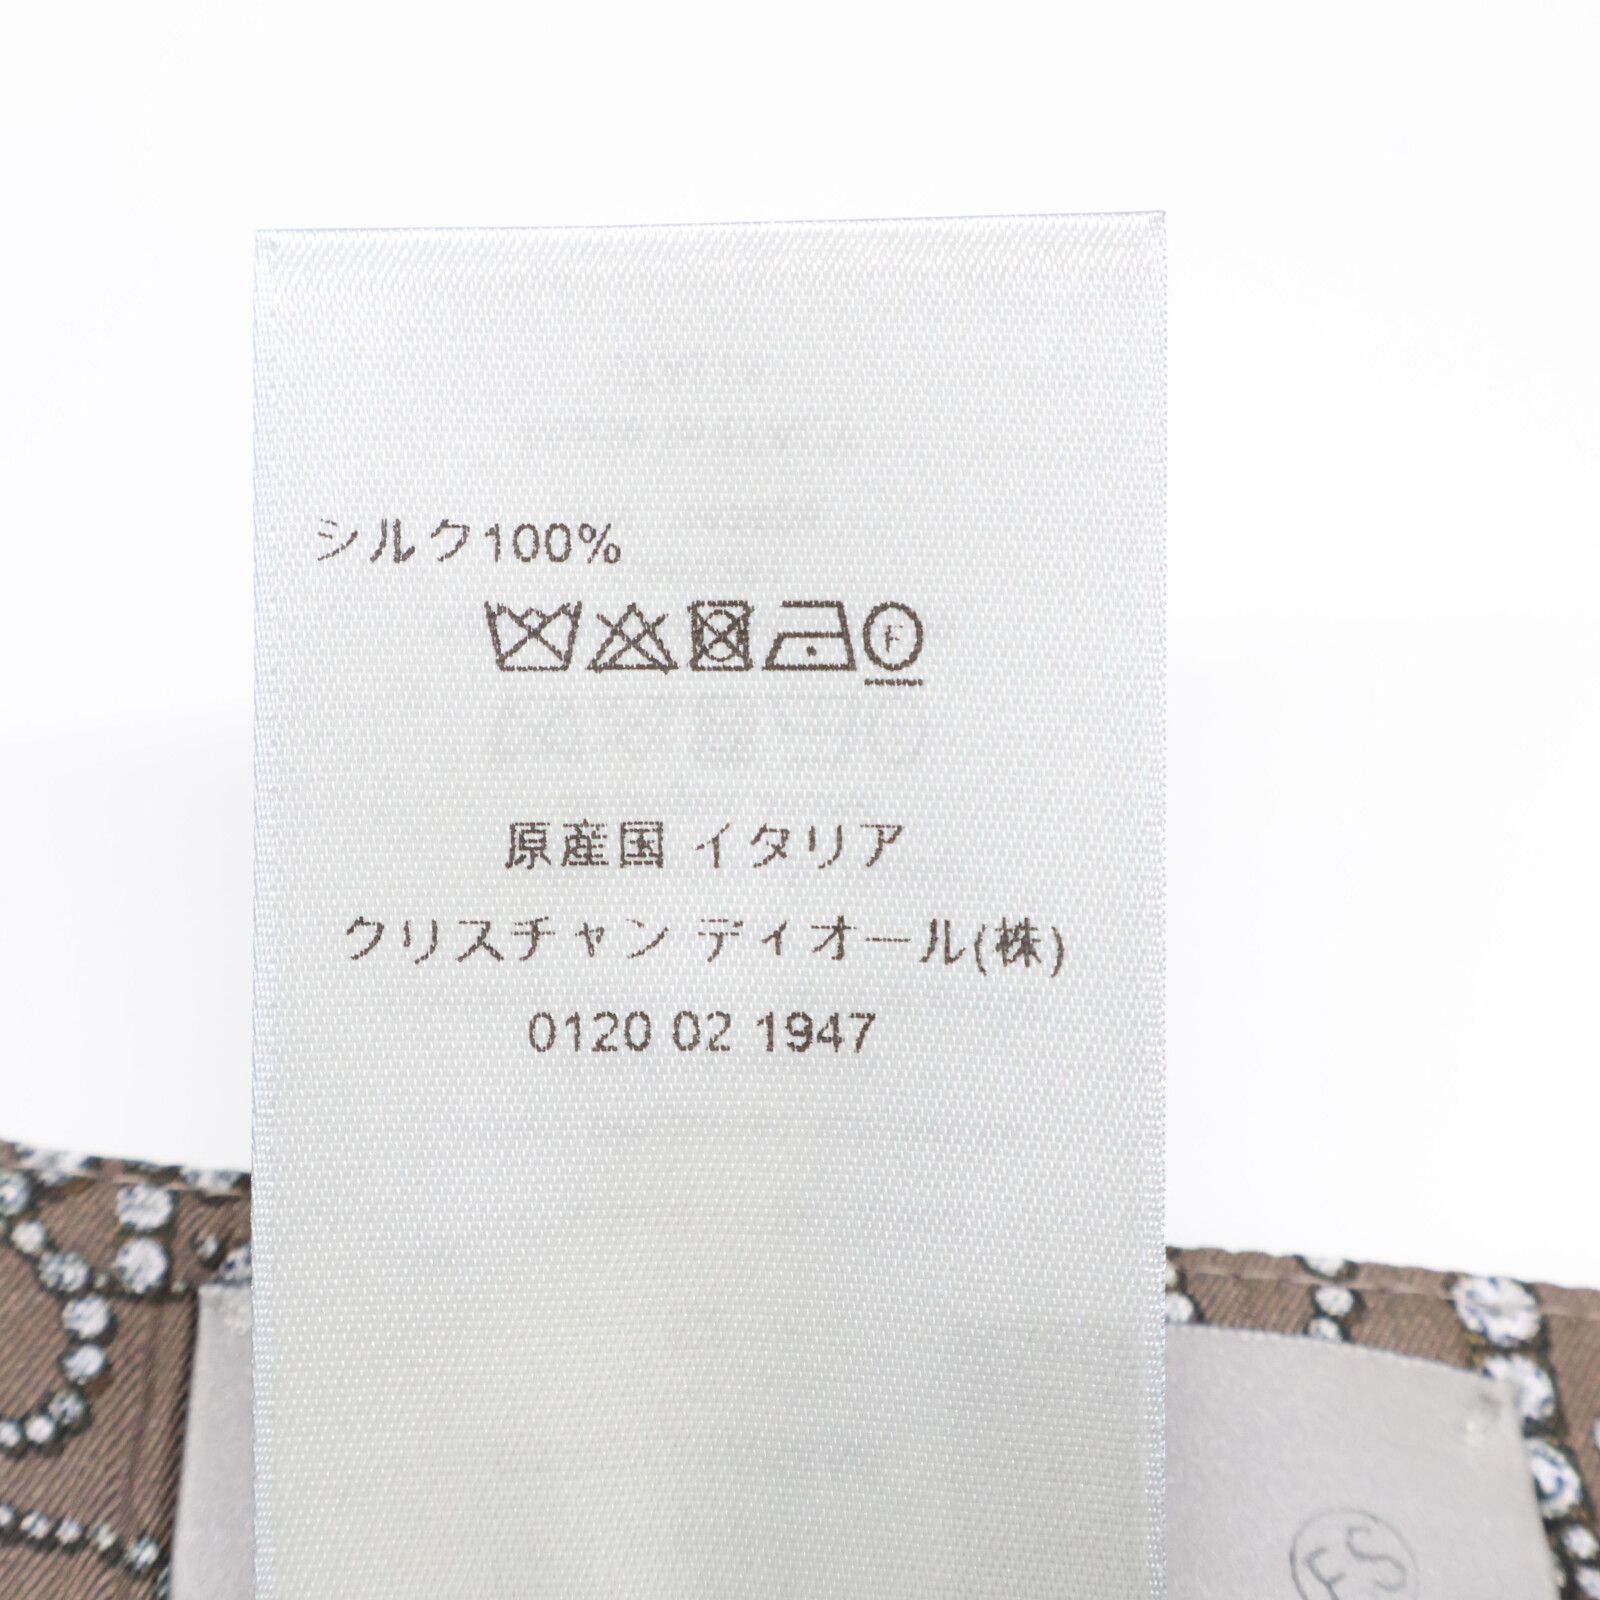 シルク100%
F
原産国 イタリア
クリスチャン ディオール(株)
0120 02 1947
FS